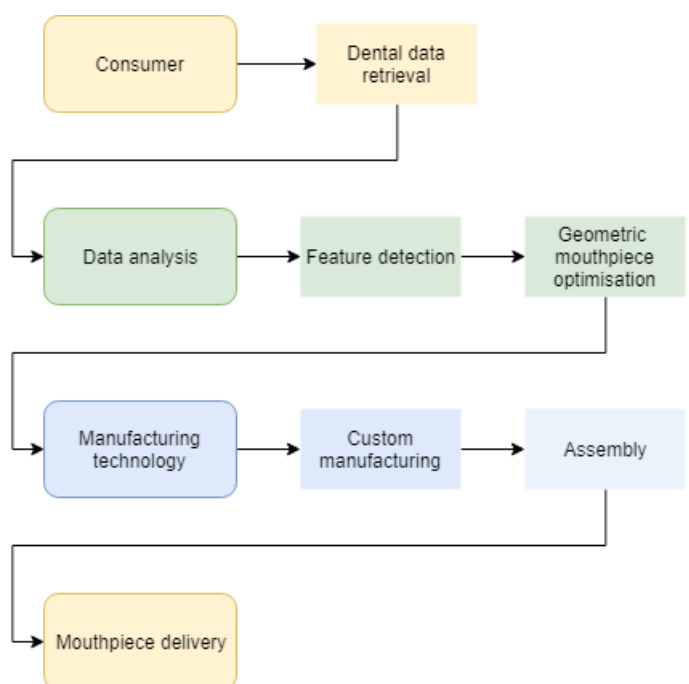 Consumer
Dental data
retrieval
Data analysis
Feature detection
Geometric
mouthpiece
optimisation
Manufacturing
technology
Custom
manufacturing
Assembly
Mouthpiece delivery